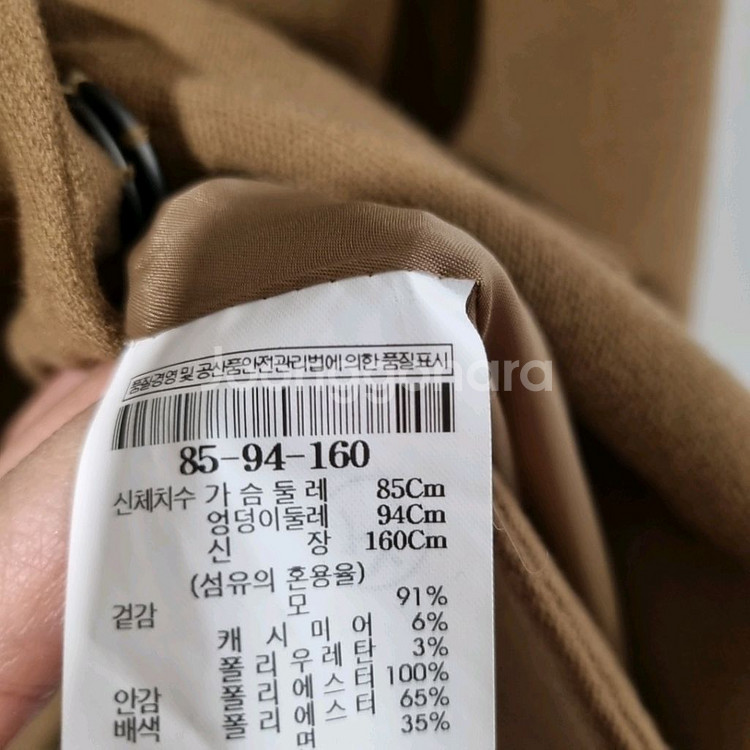 품질경영 및 공산품안전관리법에 의한 품질표시
85-94-160
신체치수 가슴둘레 85Cm
엉덩이둘레 94Cm
신장 160Cm
(섬유의 혼용율)
겉감 모 91%
캐시미어 6%
폴리우레탄 3%
안감 폴리에스터 100%
배색 폴리에스터 65%
면 35%